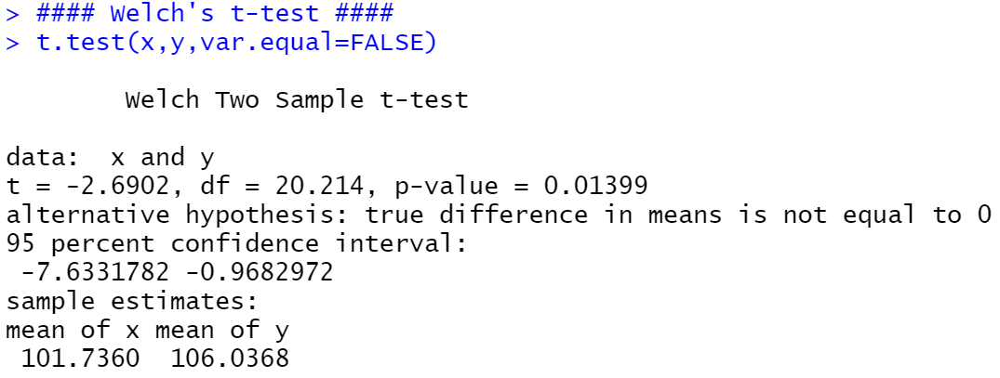 > #### Welch's t-test ####
> t.test(x,y,var.equal=FALSE)
Welch Two Sample t-test
data:  x and y
t = -2.6902, df = 20.214, p-value = 0.01399
alternative hypothesis: true difference in means is not equal to 0
95 percent confidence interval:
-7.6331782 -0.9682972
sample estimates:
mean of x mean of y
101.7360  106.0368